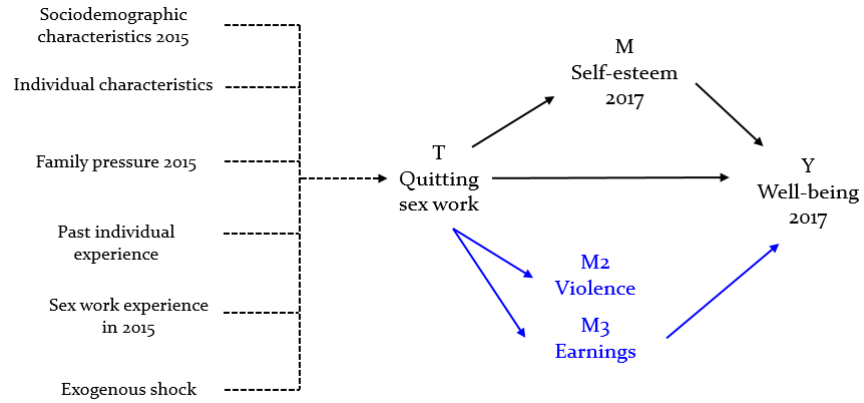 Sociodemographic
characteristics 2015
Individual characteristics
Family pressure 2015
Past individual
experience
Sex work experience
in 2015
Exogenous shock
T
Quitting
sex work
M
Self-esteem
2017
M2
Violence
M3
Earnings
Y
Well-being
2017